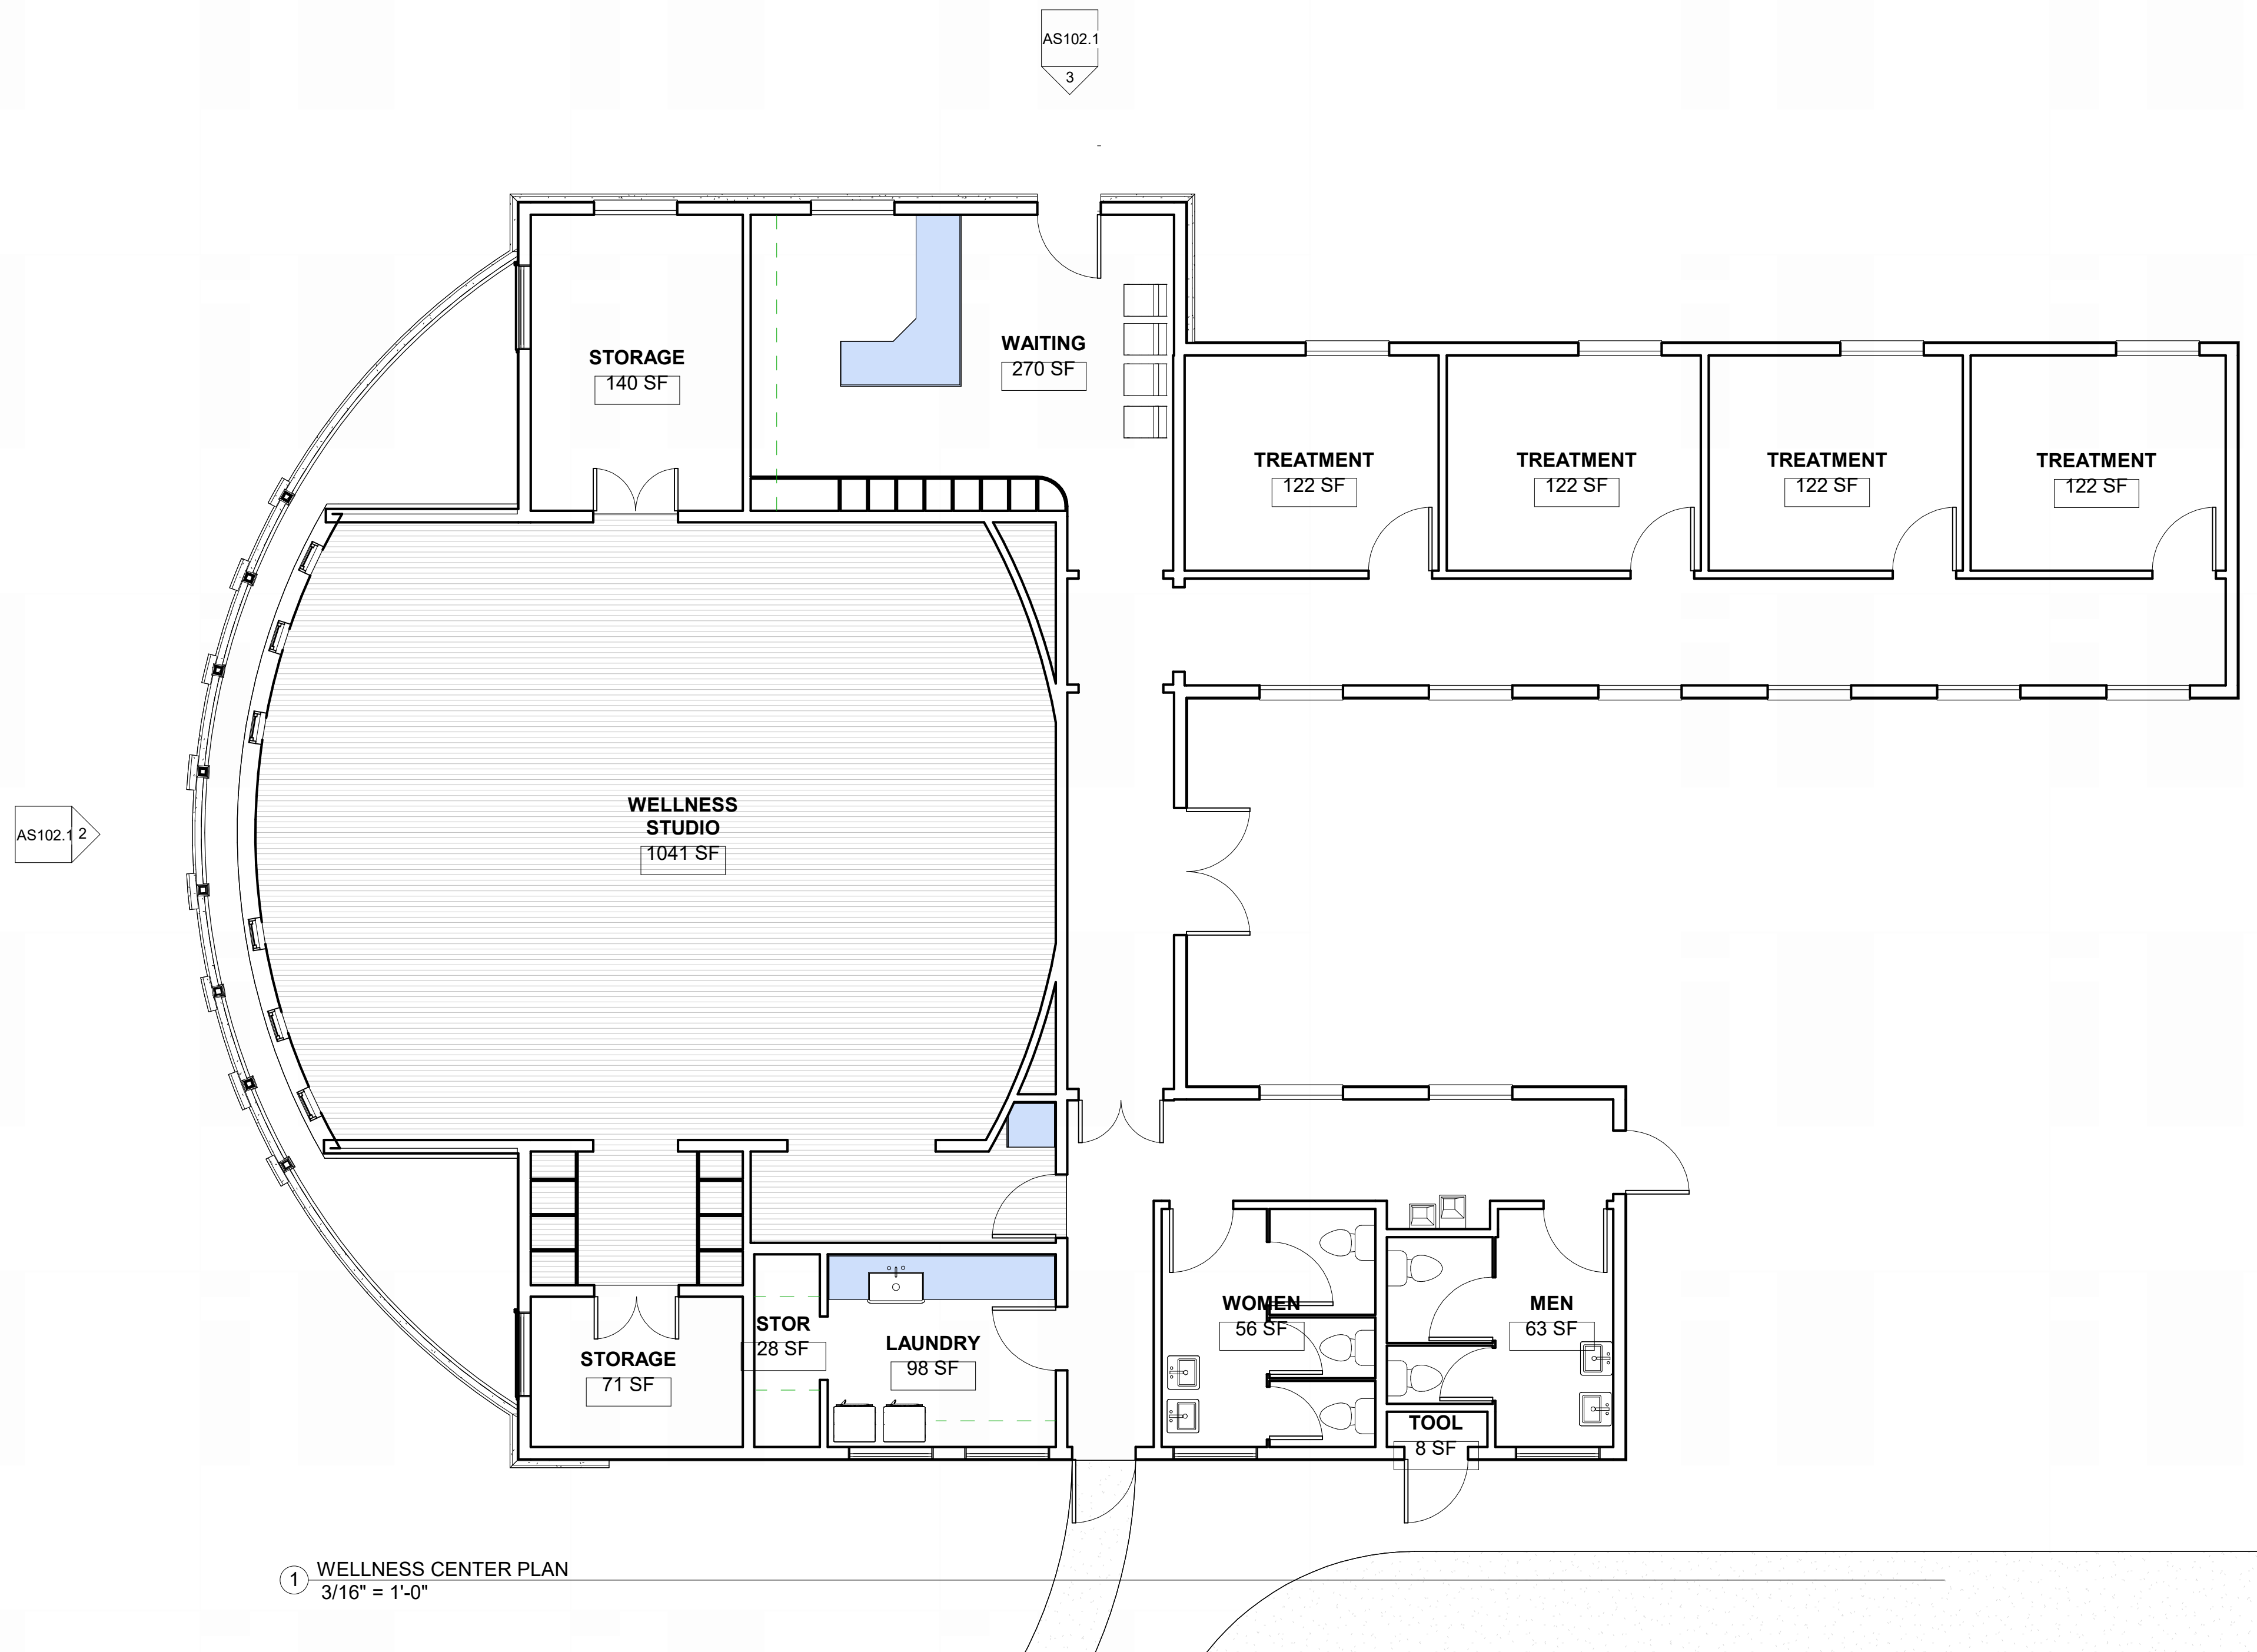 AS102.1
3
STORAGE
140 SF
WAITING
270 SF
TREATMENT
122 SF
TREATMENT
122 SF
TREATMENT
122 SF
TREATMENT
122 SF
WELLNESS
STUDIO
1041 SF
AS102.1 2
WOMEN
56 SF
MEN
63 SF
STOR
28 SF
LAUNDRY
98 SF
STORAGE
71 SF
TOOL
8 SF
1 WELLNESS CENTER PLAN
3/16" = 1'-0"